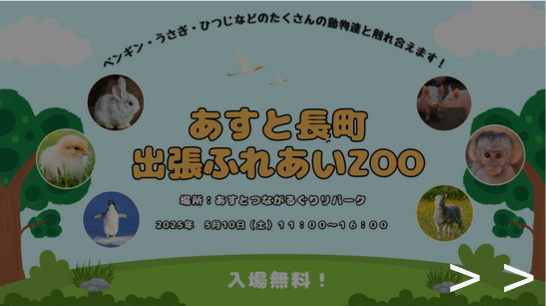 ペンギン・うさぎ・ひつじなどのたくさんの動物達と触れ合えます！
あすと長町
出張ふれあいZOO
場所：あすとつながるぐりりパーク
2025年 5月10日（土）11：00～16：00
入場無料！
> >